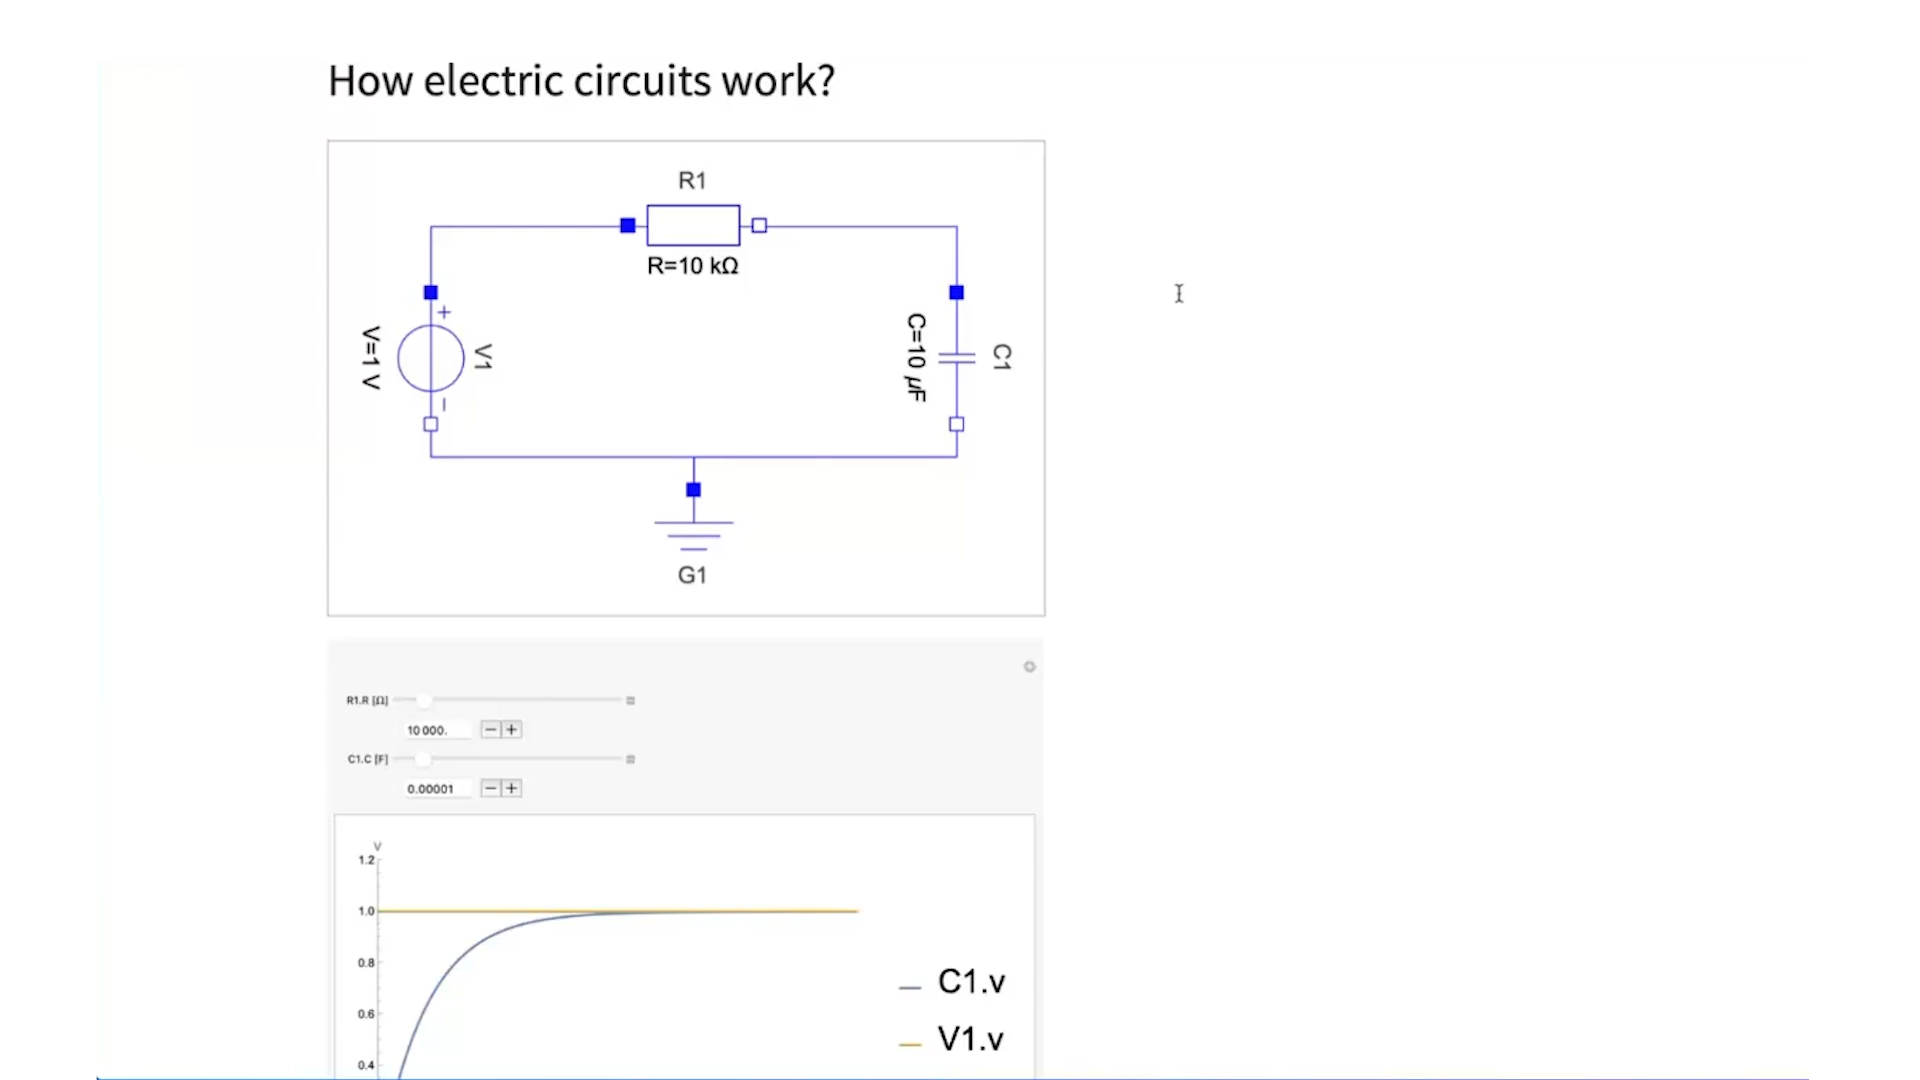 How electric circuits work?
R1
R=10 kΩ
+
V=1 V
V1
−
C=10 μF
C1
G1
R1.R [Ω]
10 000.
− +
C1.C [F]
0.00001
− +
V
1.2
1.0
0.8
0.6
0.4
C1.v
V1.v